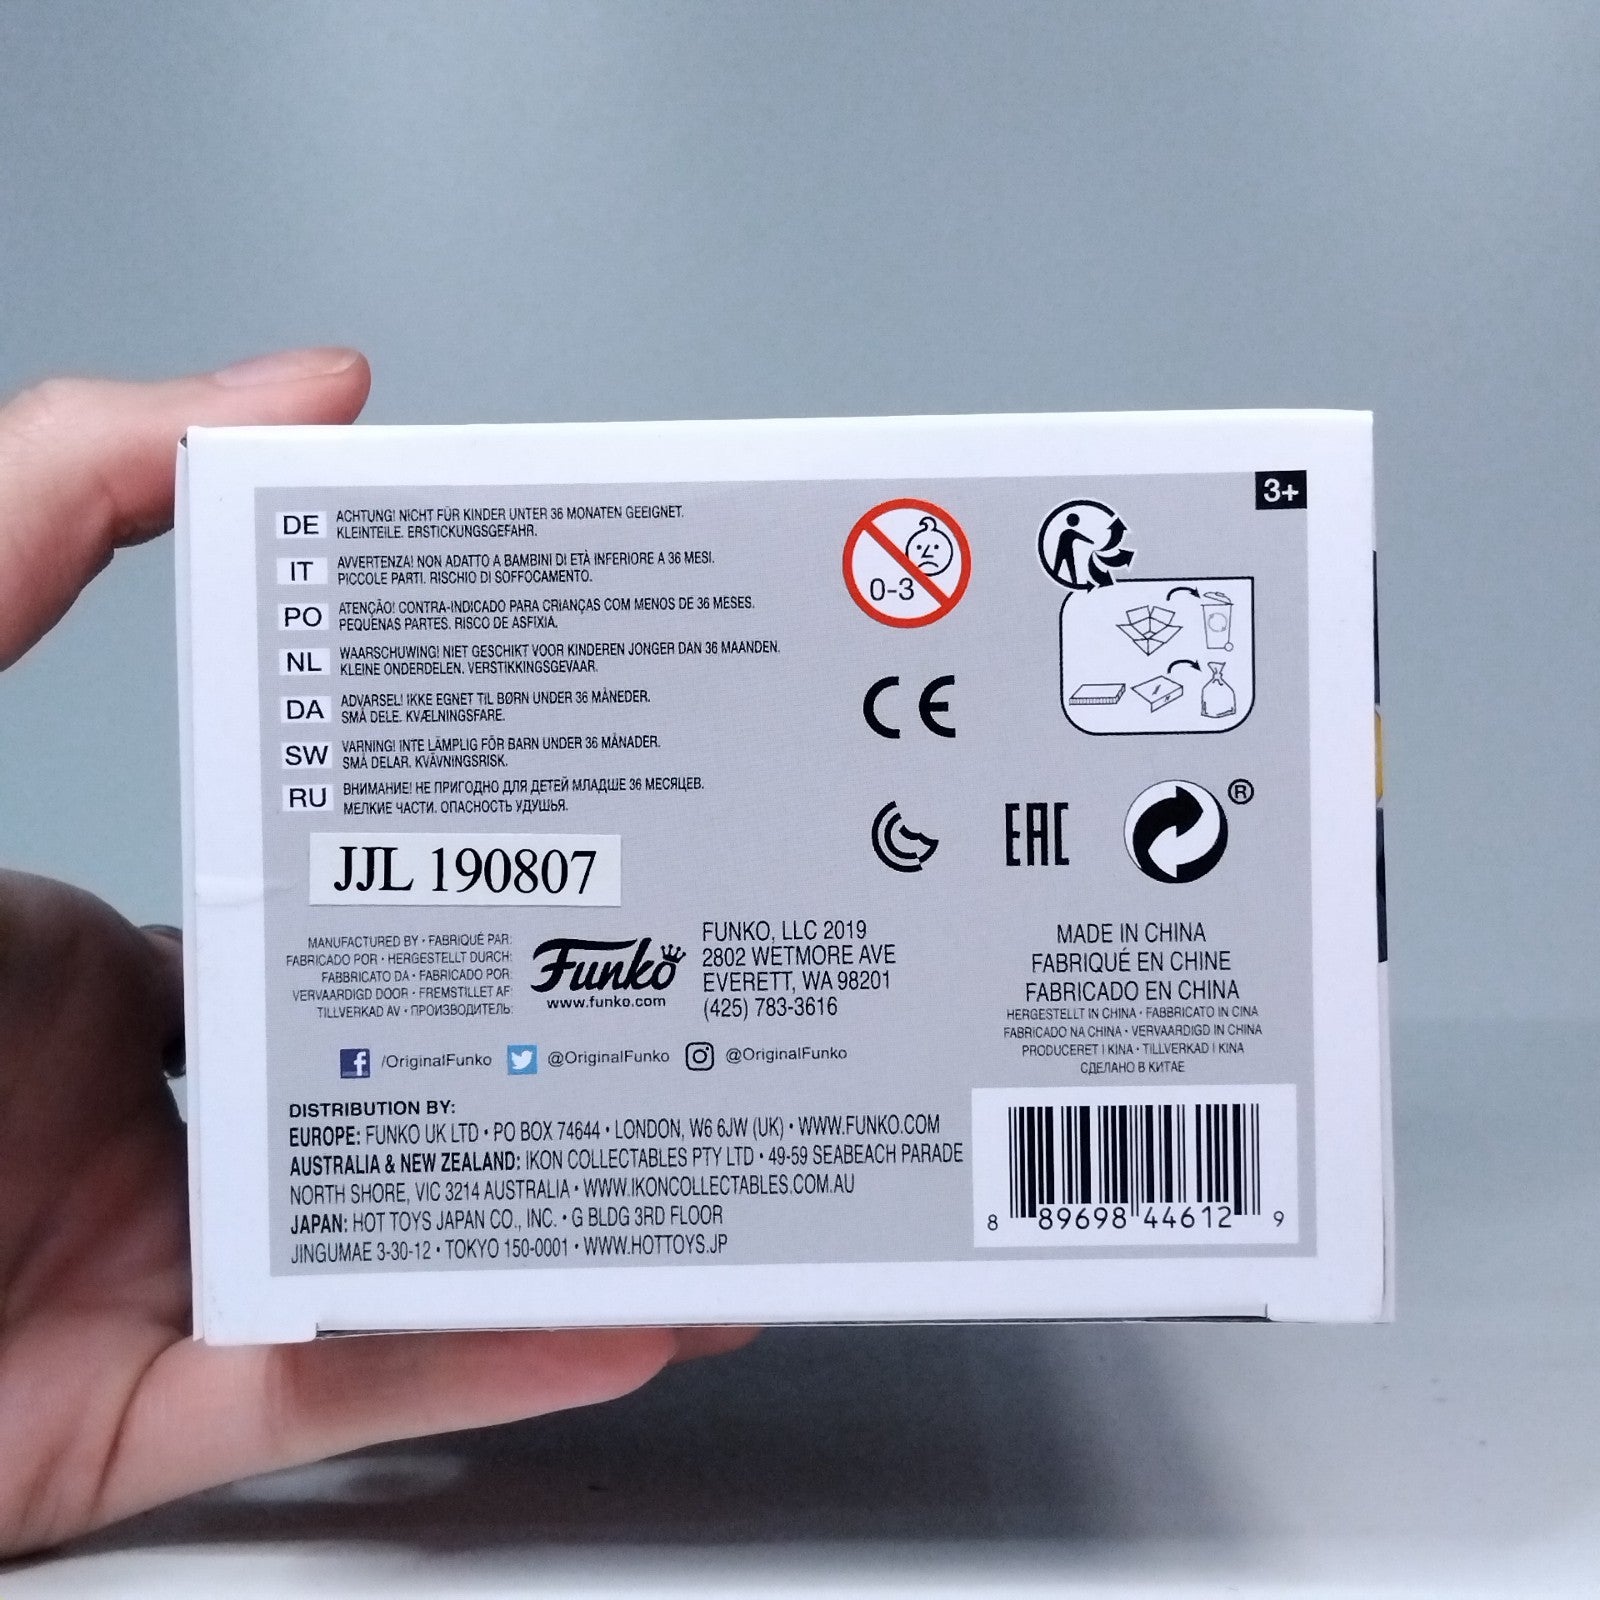 3+
DE ACHTUNG! NICHT FÜR KINDER UNTER 36 MONATEN GEEIGNET.
KLEINTEILE. ERSTICKUNGSGEFAHR.
IT AVVERTENZA! NON ADATTO A BAMBINI DI ETÀ INFERIORE A 36 MESI.
PICCOLE PARTI. RISCHIO DI SOFFOCAMENTO.
PO ATENÇÃO! CONTRA-INDICADO PARA CRIANÇAS COM MENOS DE 36 MESES.
PEQUENAS PARTES. RISCO DE ASFIXIA.
NL WAARSCHUWING! NIET GESCHIKT VOOR KINDEREN JONGER DAN 36 MAANDEN.
KLEINE ONDERDELEN. VERSTIKKINGSGEVAAR.
DA ADVARSEL! IKKE EGNET TIL BØRN UNDER 36 MÅNEDER.
SMÅ DELE. KVÆLNINGSFARE.
SW VARNING! INTE LÄMPLIG FÖR BARN UNDER 36 MÅNADER.
SMÅ DELAR. KVÄVNINGSRISK.
RU ВНИМАНИЕ! НЕ ПРИГОДНО ДЛЯ ДЕТЕЙ МЛАДШЕ 36 МЕСЯЦЕВ.
МЕЛКИЕ ЧАСТИ. ОПАСНОСТЬ УДУШЬЯ.
0-3
CE
EAC
®
JJL 190807
MANUFACTURED BY • FABRIQUÉ PAR:
FABRICADO POR • HERGESTELLT DURCH:
FABBRICATO DA • FABRICADO POR:
VERVAARDIGD DOOR • FREMSTILLET AF:
TILLVERKAD AV • ПРОИЗВОДИТЕЛЬ:
Funko
www.funko.com
FUNKO, LLC 2019
2802 WETMORE AVE
EVERETT, WA 98201
(425) 783-3616
MADE IN CHINA
FABRIQUÉ EN CHINE
FABRICADO EN CHINA
HERGESTELLT IN CHINA • FABBRICATO IN CINA
FABRICADO NA CHINA • VERVAARDIGD IN CHINA
PRODUCERET I KINA • TILLVERKAD I KINA
СДЕЛАНО В КИТАЕ
/OriginalFunko @OriginalFunko @OriginalFunko
DISTRIBUTION BY:
EUROPE: FUNKO UK LTD • PO BOX 74644 • LONDON, W6 6JW (UK) • WWW.FUNKO.COM
AUSTRALIA & NEW ZEALAND: IKON COLLECTABLES PTY LTD • 49-59 SEABEACH PARADE
NORTH SHORE, VIC 3214 AUSTRALIA • WWW.IKONCOLLECTABLES.COM.AU
JAPAN: HOT TOYS JAPAN CO., INC. • G BLDG 3RD FLOOR
JINGUMAE 3-30-12 • TOKYO 150-0001 • WWW.HOTTOYS.JP
8 89698 44612 9